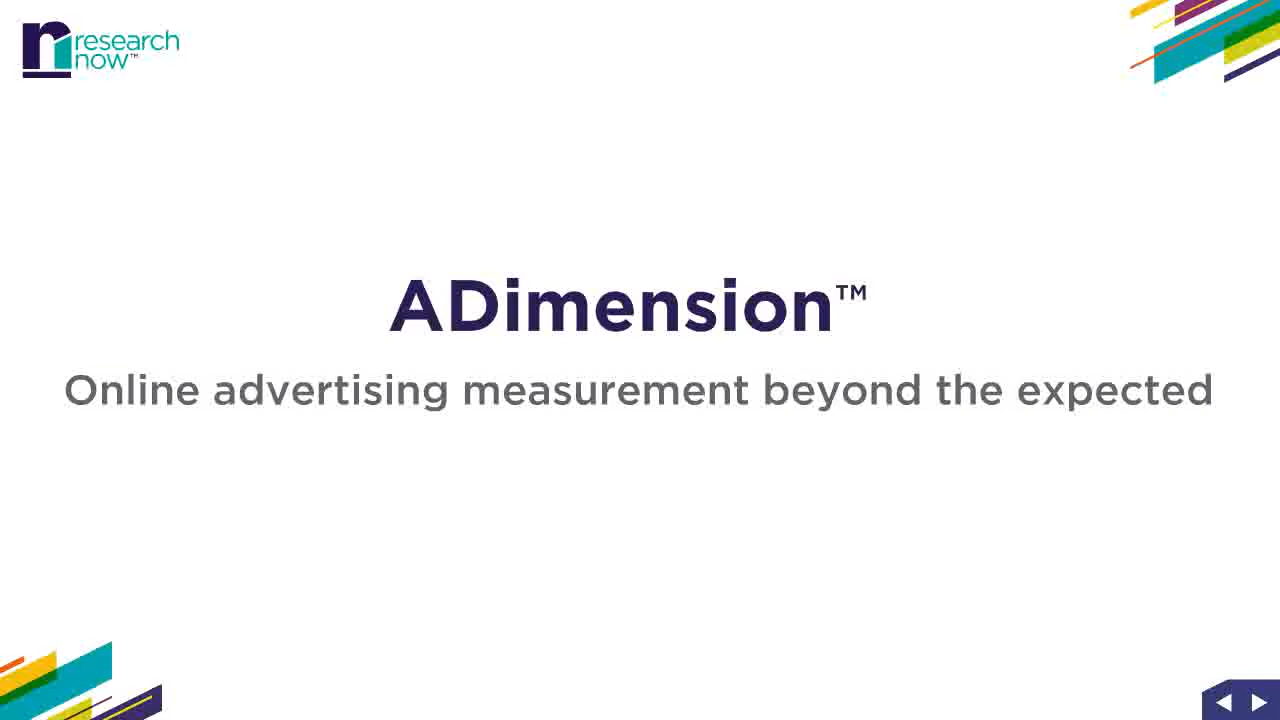 research
now™
ADimension™
Online advertising measurement beyond the expected